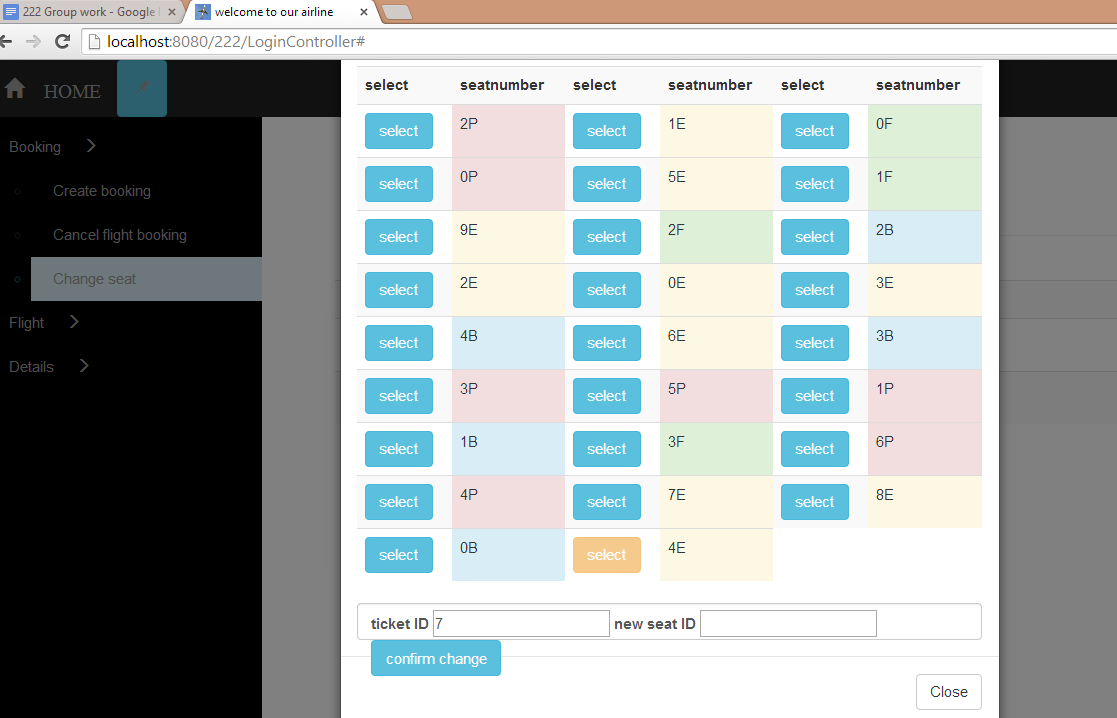 222 Group work - Google
welcome to our airline
localhost:8080/222/LoginController#
HOME
Booking
Create booking
Cancel flight booking
Change seat
Flight
Details
select seatnumber select seatnumber select seatnumber
select 2P select 1E select 0F
select 0P select 5E select 1F
select 9E select 2F select 2B
select 2E select 0E select 3E
select 4B select 6E select 3B
select 3P select 5P select 1P
select 1B select 3F select 6P
select 4P select 7E select 8E
select 0B select 4E
ticket ID 7 new seat ID
confirm change
Close